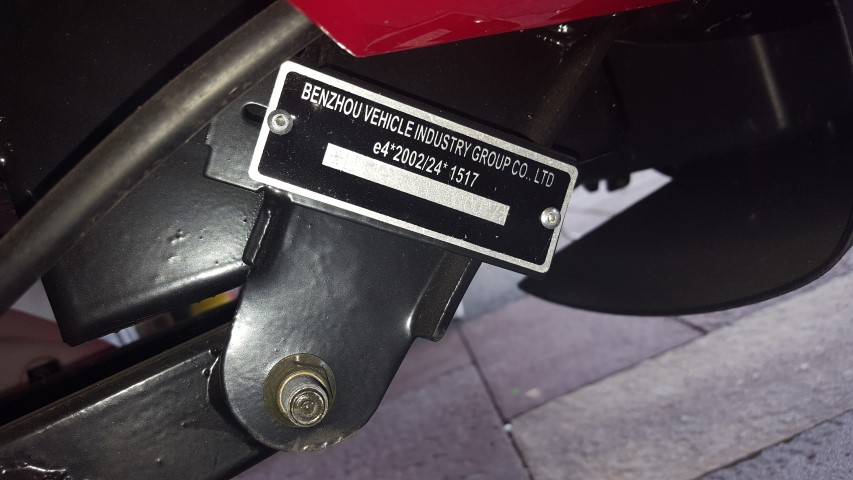 BENZHOU VEHICLE INDUSTRY GROUP CO., LTD
e4*2002/24*1517